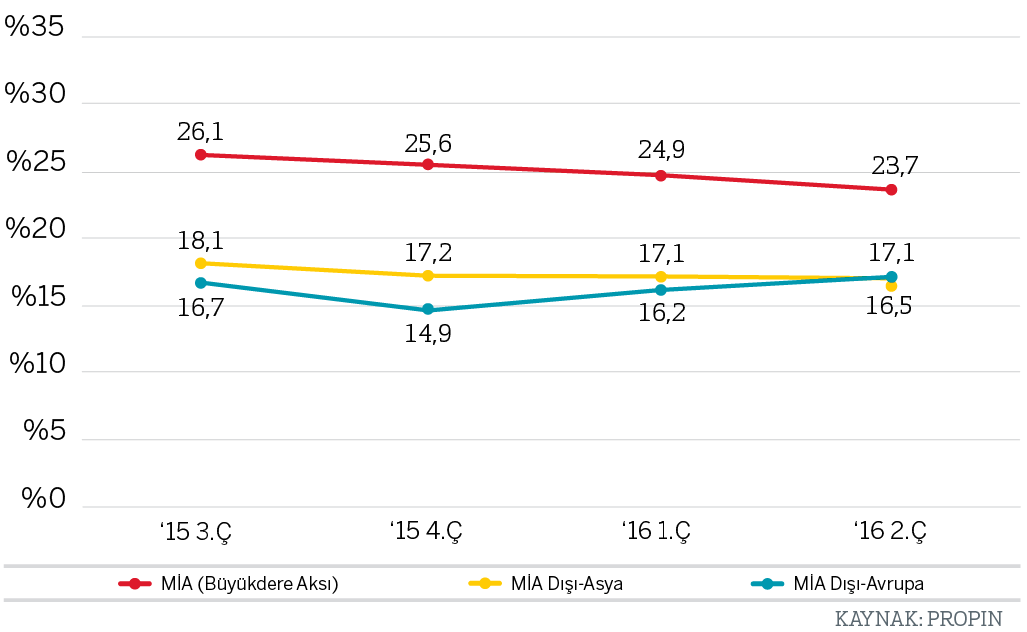 %35
%30
%25
%20
%15
%10
%5
%0
26,1
25,6
24,9
23,7
18,1
17,2
17,1
17,1
16,7
14,9
16,2
16,5
‘15 3.Ç
‘15 4.Ç
‘16 1.Ç
‘16 2.Ç
MİA (Büyükdere Aksı)
MİA Dışı-Asya
MİA Dışı-Avrupa
KAYNAK: PROPIN